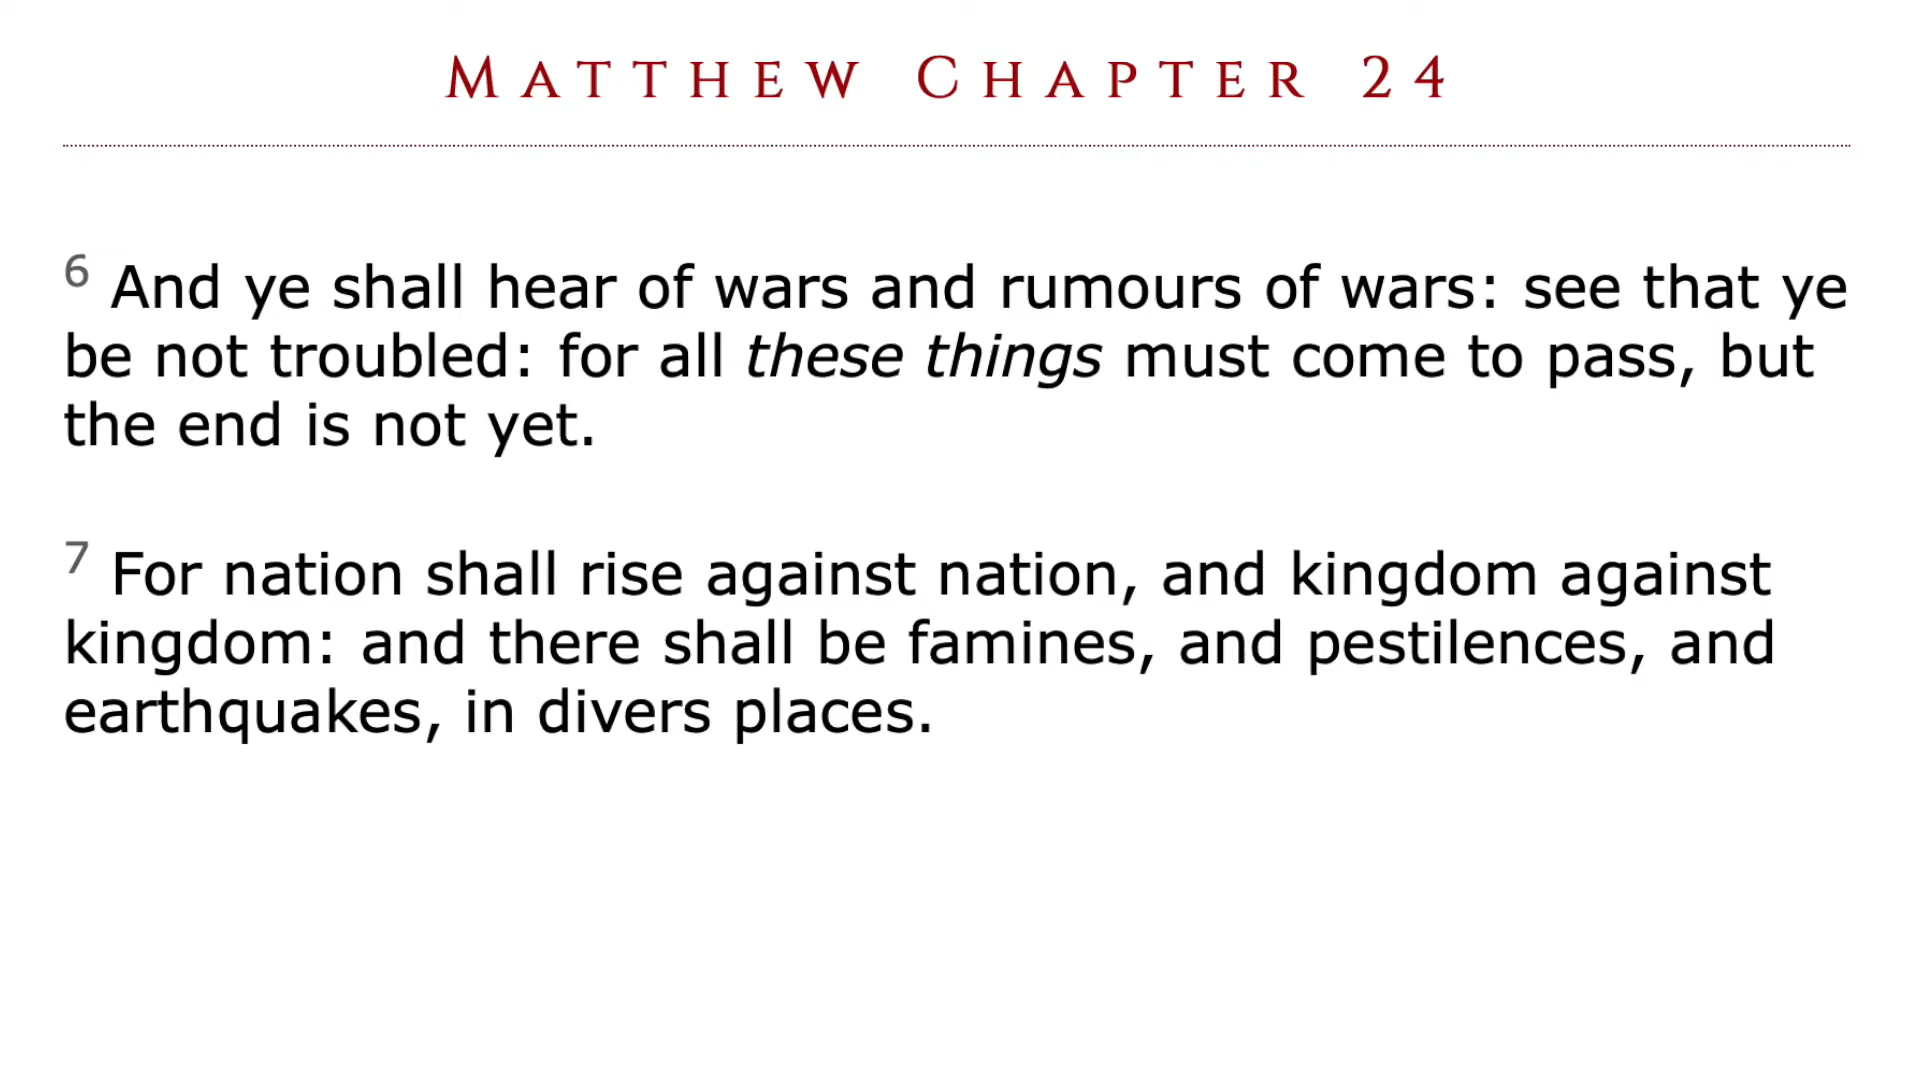 Matthew Chapter 24
6 And ye shall hear of wars and rumours of wars: see that ye
be not troubled: for all these things must come to pass, but
the end is not yet.
7 For nation shall rise against nation, and kingdom against
kingdom: and there shall be famines, and pestilences, and
earthquakes, in divers places.